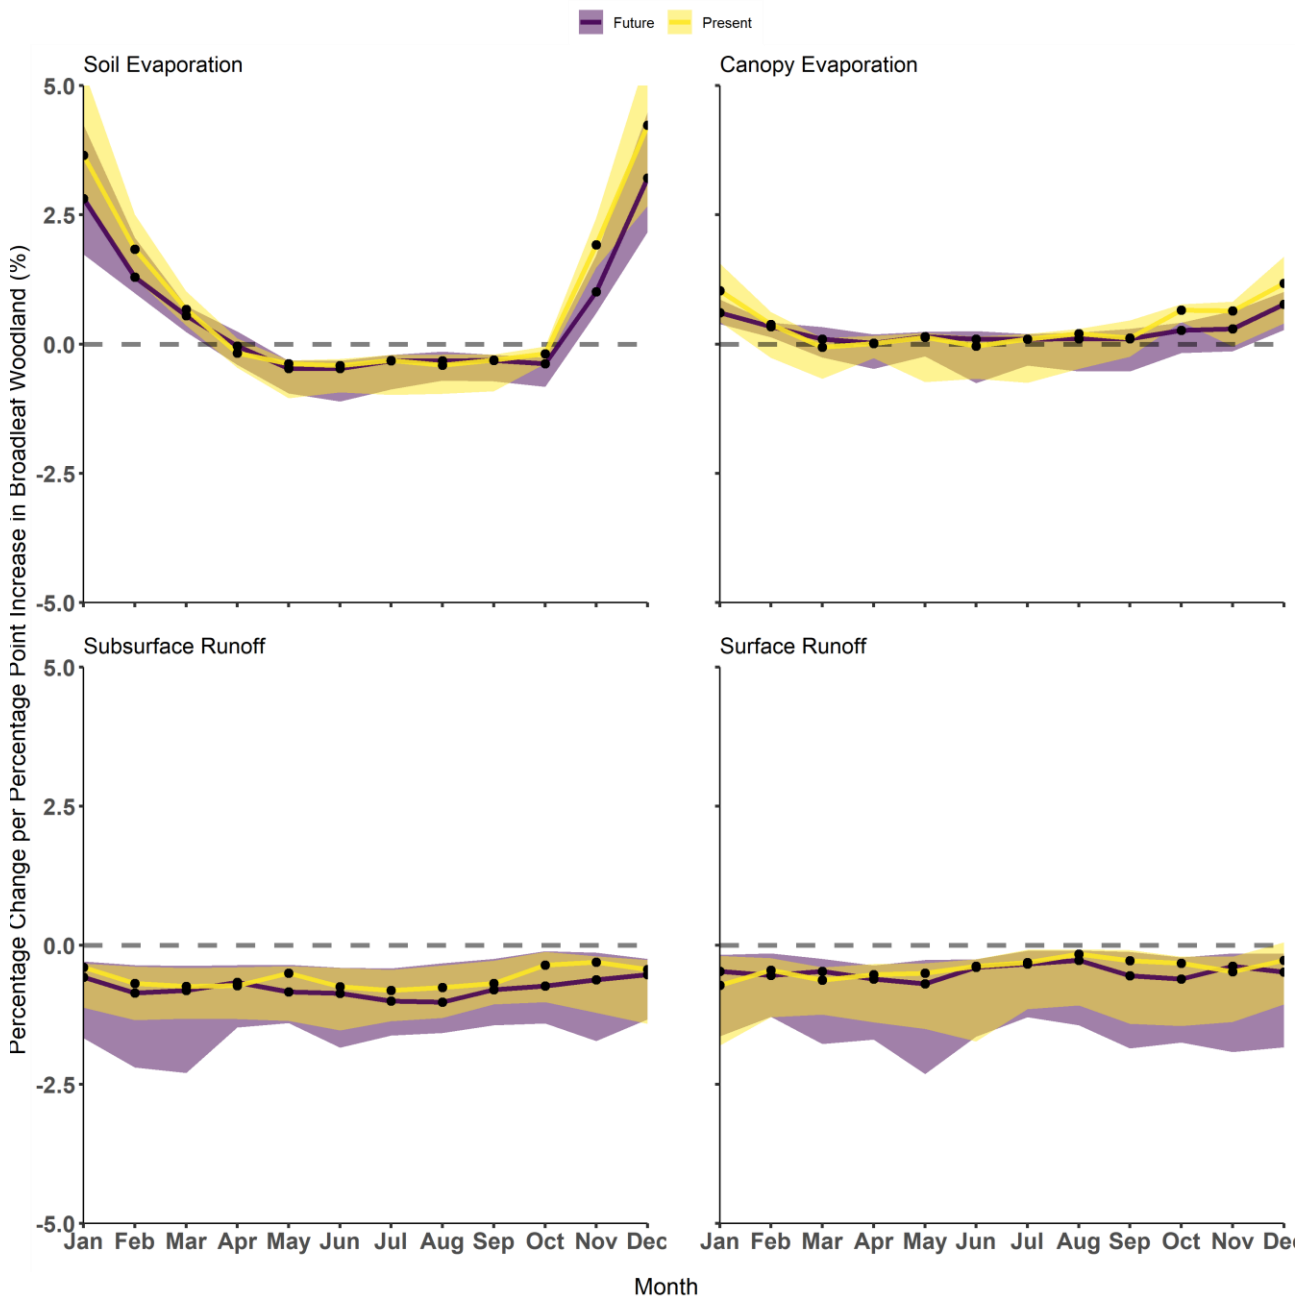 Future Present
Soil Evaporation
Canopy Evaporation
5.0
2.5
0.0
-2.5
-5.0
Percentage Change per Percentage Point Increase in Broadleaf Woodland (%)
Subsurface Runoff
Surface Runoff
5.0
2.5
0.0
-2.5
-5.0
Jan Feb Mar Apr May Jun Jul Aug Sep Oct Nov Dec
Jan Feb Mar Apr May Jun Jul Aug Sep Oct Nov Dec
Month